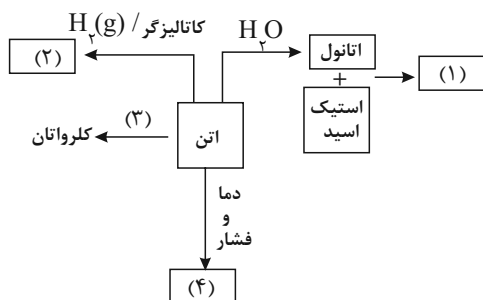 H₂O
H₂(g) / کاتالیزگر
(۲)
اتانول
+
استیک
اسید
(۱)
(۳)
کلرواتان
اتن
دما
و
فشار
(۴)